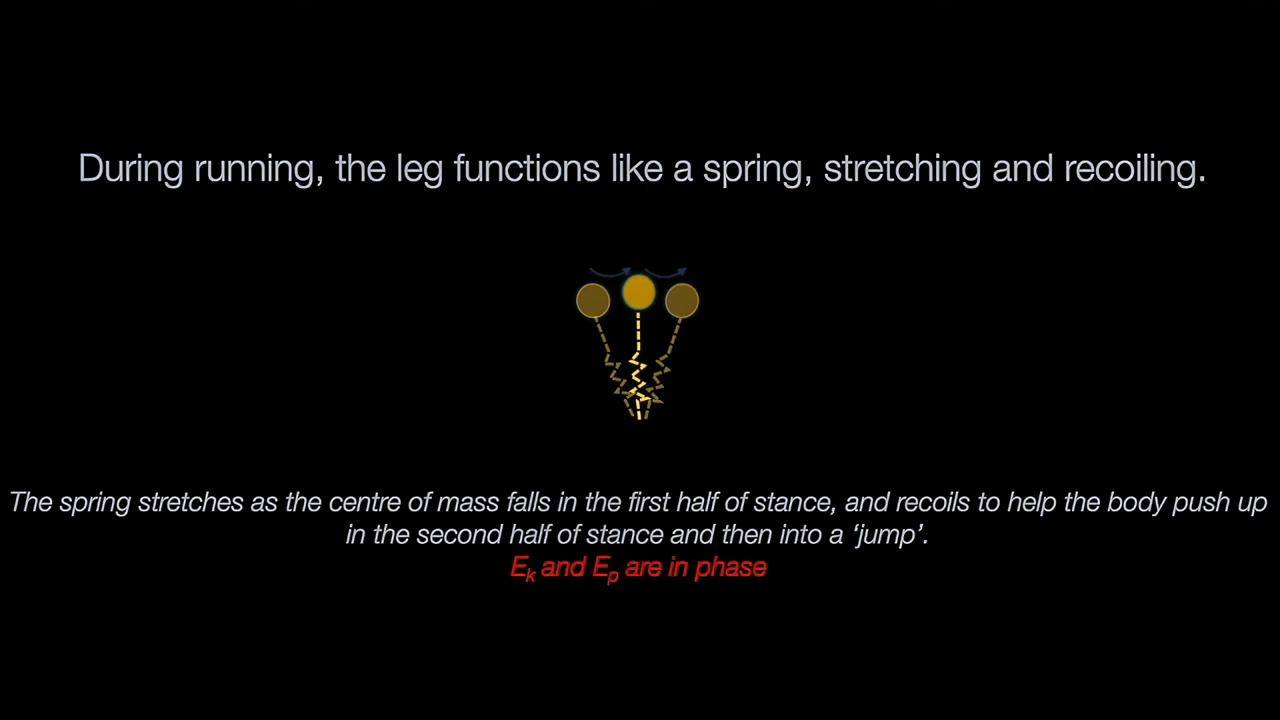 During running, the leg functions like a spring, stretching and recoiling.
The spring stretches as the centre of mass falls in the first half of stance, and recoils to help the body push up
in the second half of stance and then into a ‘jump’.
Ek and Ep are in phase